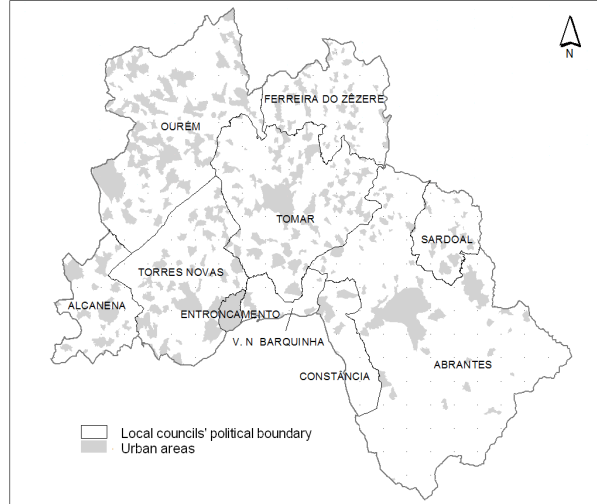 N
FERREIRA DO ZÊZERE
OURÉM
TOMAR
SARDOAL
TORRES NOVAS
ALCANENA
ENTRONCAMENTO
V. N BARQUINHA
ABRANTES
CONSTÂNCIA
Local councils' political boundary
Urban areas